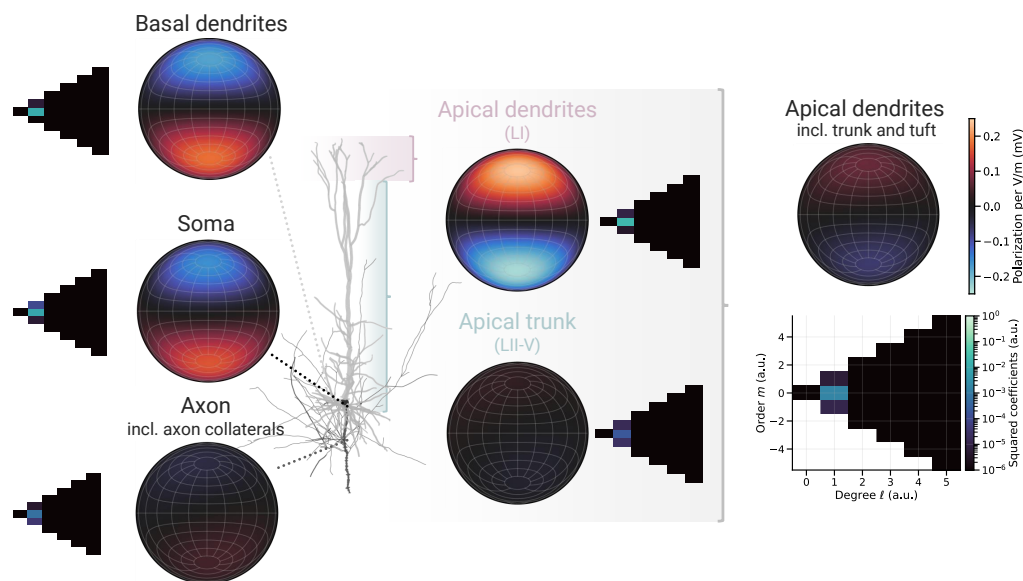 Basal dendrites
Soma
Axon
incl. axon collaterals
Apical dendrites
(LI)
Apical trunk
(LII-V)
Apical dendrites
incl. trunk and tuft
0.2
0.1
0.0
−0.1
−0.2
Polarization per V/m (mV)
4
2
0
−2
−4
Order m (a.u.)
0 1 2 3 4 5
Degree ℓ (a.u.)
10⁰
10⁻¹
10⁻²
10⁻³
10⁻⁴
10⁻⁵
10⁻⁶
Squared coefficients (a.u.)